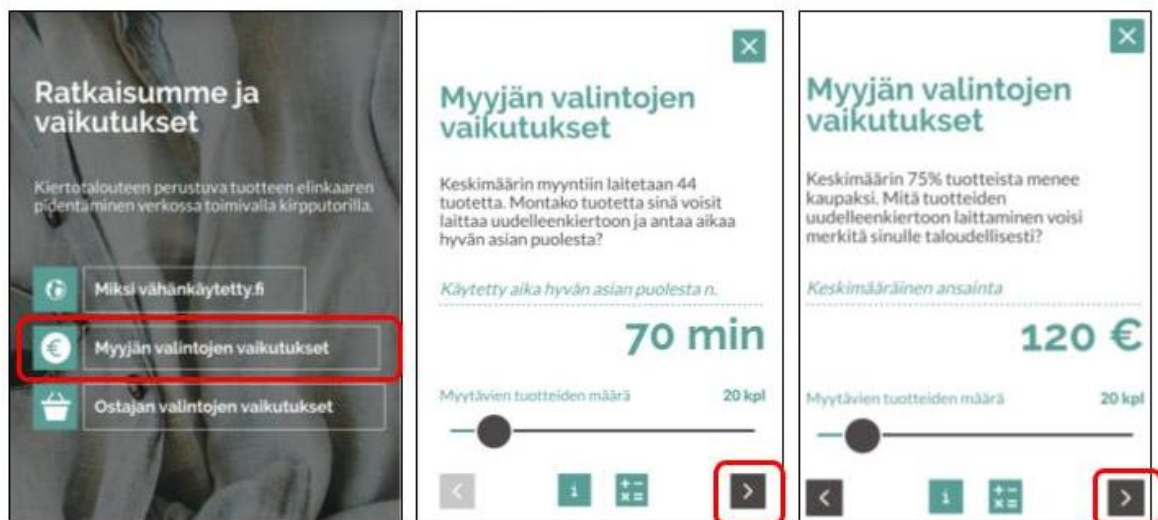 Ratkaisumme ja
vaikutukset
Kiertotalouteen perustuva tuotteen elinkaaren
pidentäminen verkossa toimivalla kirpputorilla.
Miksi vähänkäytetty.fi
€ Myyjän valintojen vaikutukset
Ostajan valintojen vaikutukset
Myyjän valintojen
vaikutukset
Keskimäärin myyntiin laitetaan 44
tuotetta. Montako tuotetta sinä voisit
laittaa uudelleenkiertoon ja antaa aikaa
hyvän asian puolesta?
Käytetty aika hyvän asian puolesta n.
70 min
Myytävien tuotteiden määrä 20 kpl
i
Myyjän valintojen
vaikutukset
Keskimäärin 75% tuotteista menee
kaupaksi. Mitä tuotteiden
uudelleenkiertoon laittaminen voisi
merkitä sinulle taloudellisesti?
Keskimääräinen ansainta
120 €
Myytävien tuotteiden määrä 20 kpl
i